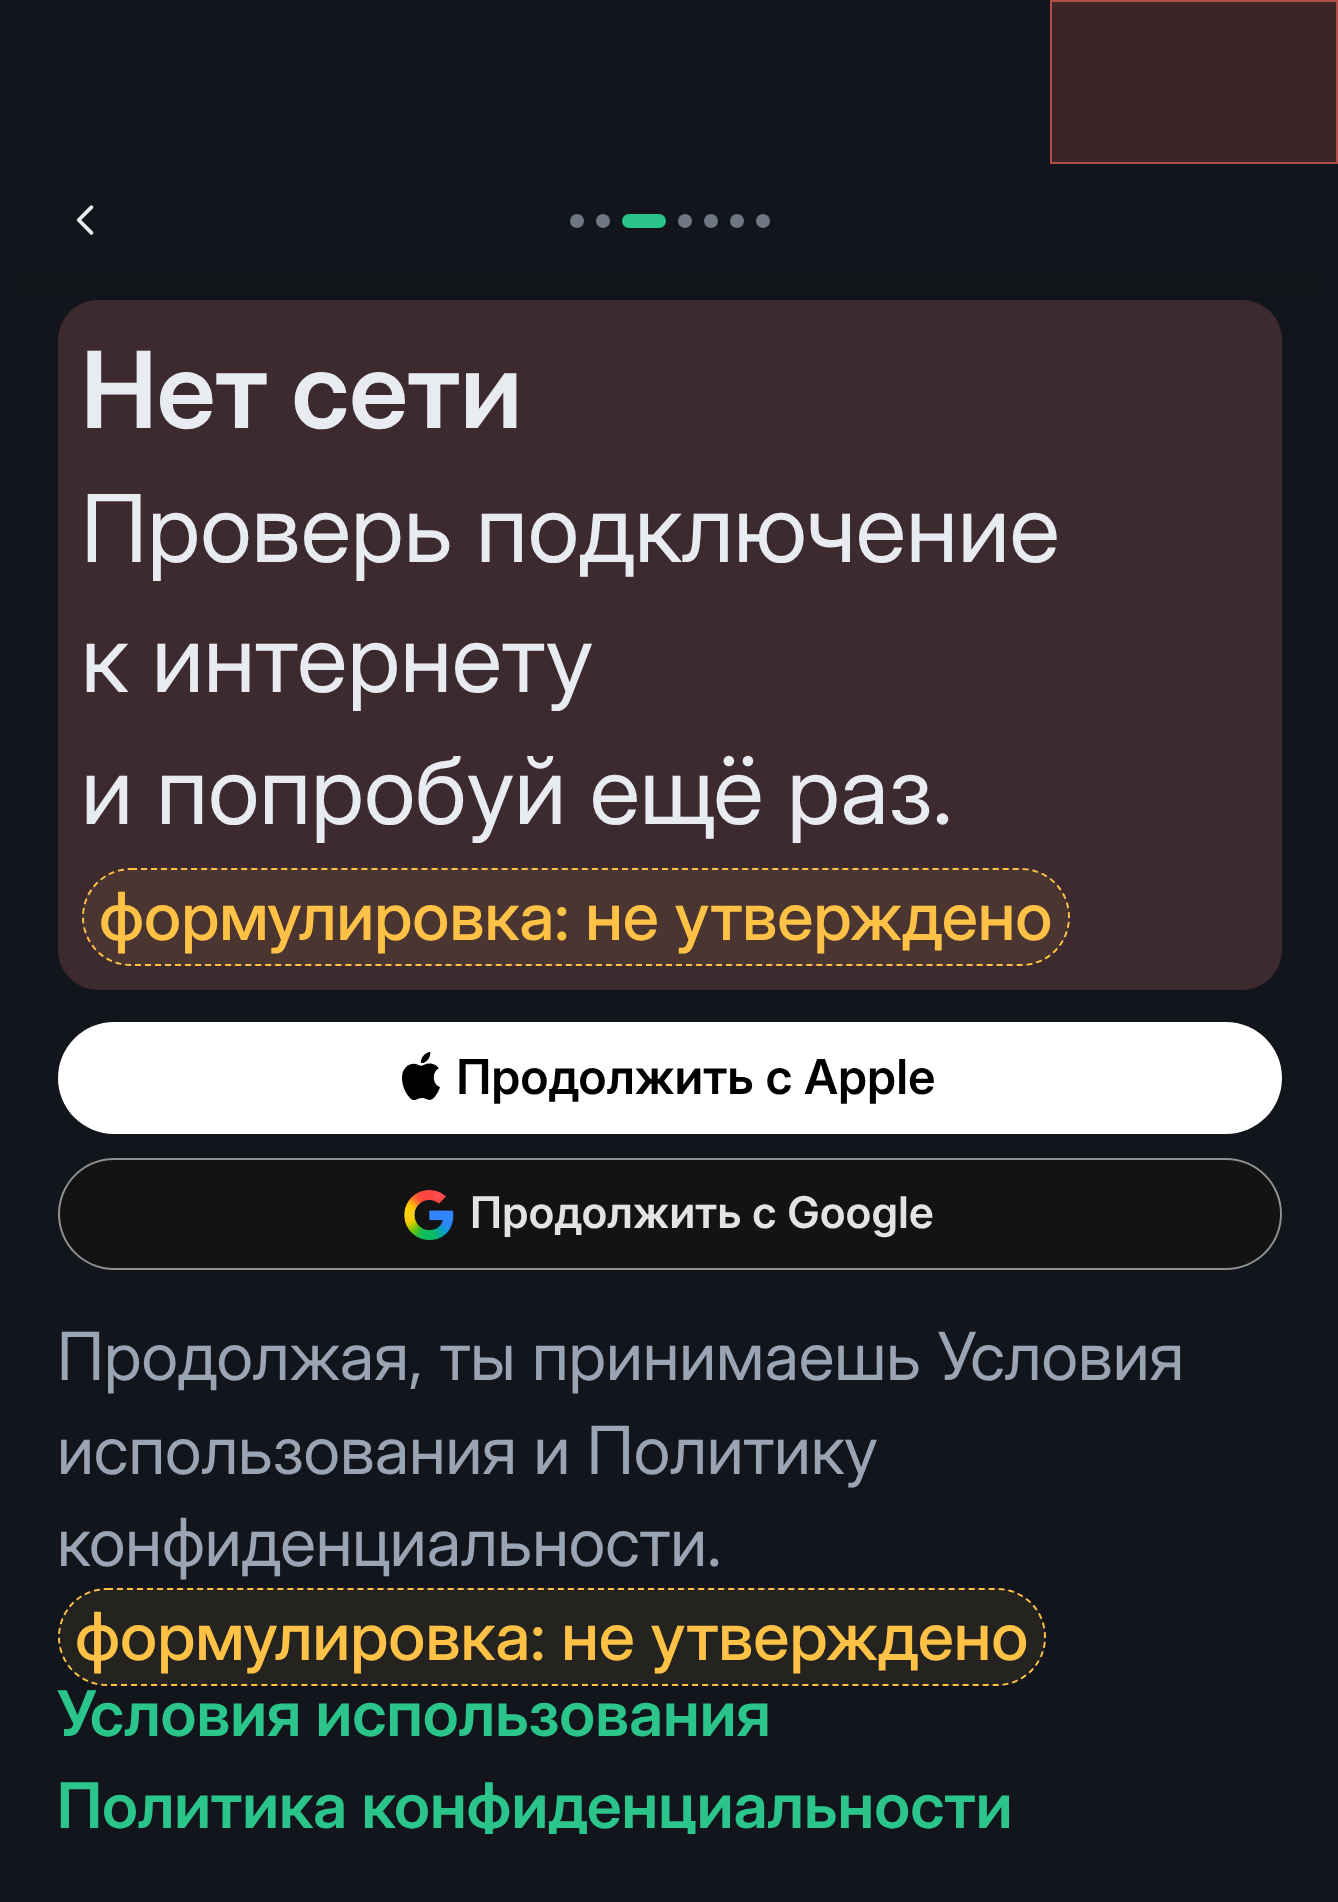 Нет сети
Проверь подключение
к интернету
и попробуй ещё раз.
формулировка: не утверждено
Продолжить с Apple
Продолжить с Google
Продолжая, ты принимаешь Условия
использования и Политику
конфиденциальности.
формулировка: не утверждено
Условия использования
Политика конфиденциальности